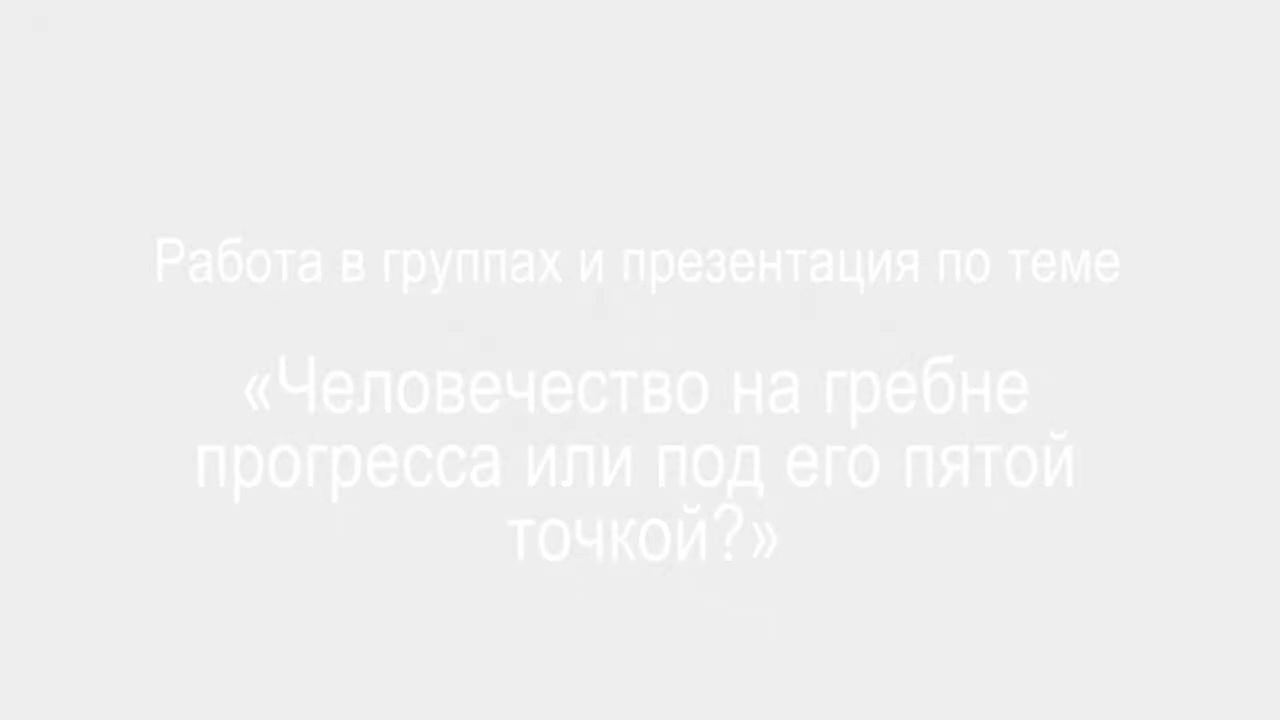 Работа в группах и презентация по теме
«Человечество на гребне
прогресса или под его пятой
точкой?»